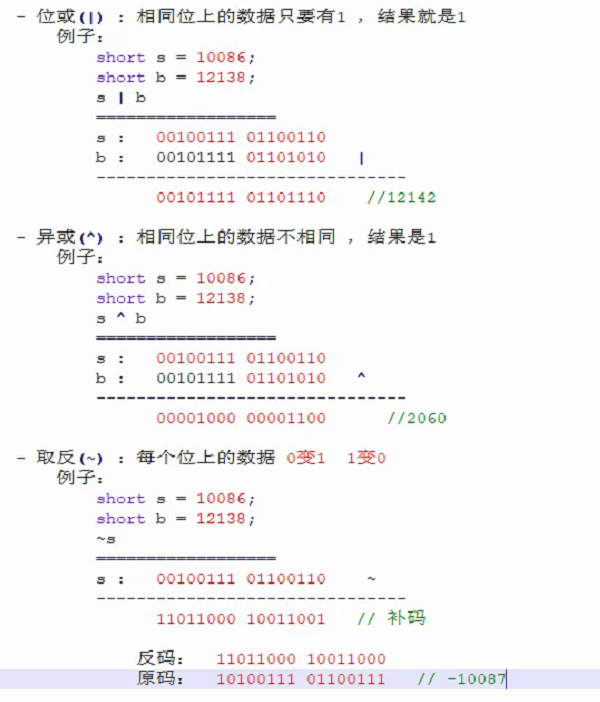 - 位或(|) : 相同位上的数据只要有1 , 结果就是1
例子:
short s = 10086;
short b = 12138;
s | b
==================
s : 00100111 01100110
b : 00101111 01101010 |
-------------------------------
00101111 01101110 //12142
- 异或(^) : 相同位上的数据不相同 , 结果是1
例子:
short s = 10086;
short b = 12138;
s ^ b
==================
s : 00100111 01100110
b : 00101111 01101010 ^
-------------------------------
00001000 00001100 //2060
- 取反(~) : 每个位上的数据 0变1 1变0
例子:
short s = 10086;
short b = 12138;
~s
==================
s : 00100111 01100110 ~
-------------------------------
11011000 10011001 // 补码
反码: 11011000 10011000
原码: 10100111 01100111 // -10087